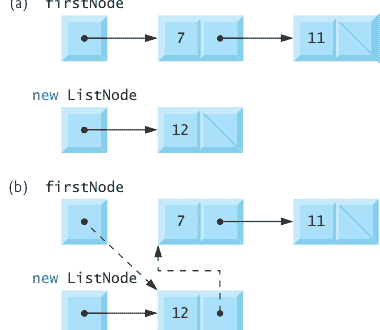 (a) firstNode
7 11
new ListNode
12
(b) firstNode
7 11
new ListNode
12